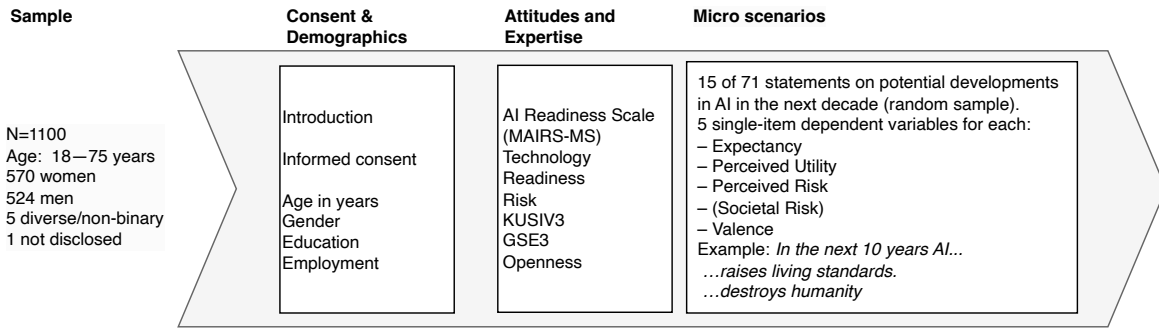 Sample
N=1100
Age: 18—75 years
570 women
524 men
5 diverse/non-binary
1 not disclosed
Consent &
Demographics
Introduction
Informed consent
Age in years
Gender
Education
Employment
Attitudes and
Expertise
AI Readiness Scale
(MAIRS-MS)
Technology
Readiness
Risk
KUSIV3
GSE3
Openness
Micro scenarios
15 of 71 statements on potential developments
in AI in the next decade (random sample).
5 single-item dependent variables for each:
– Expectancy
– Perceived Utility
– Perceived Risk
– (Societal Risk)
– Valence
Example: In the next 10 years AI...
…raises living standards.
…destroys humanity